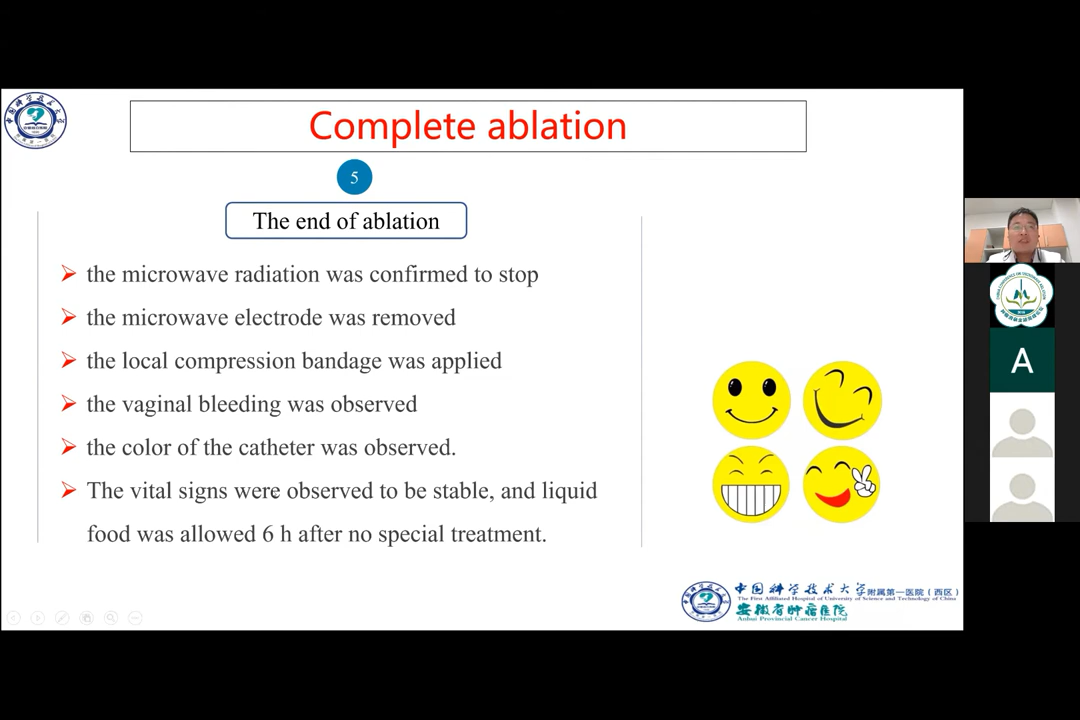 Complete ablation
5
The end of ablation
the microwave radiation was confirmed to stop
the microwave electrode was removed
the local compression bandage was applied
the vaginal bleeding was observed
the color of the catheter was observed.
The vital signs were observed to be stable, and liquid
food was allowed 6 h after no special treatment.
A
中国科学技术大学附属第一医院（西区）
The First Affiliated Hospital of University of Science and Technology of China
安徽省肿瘤医院
Anhui Provincial Cancer Hospital